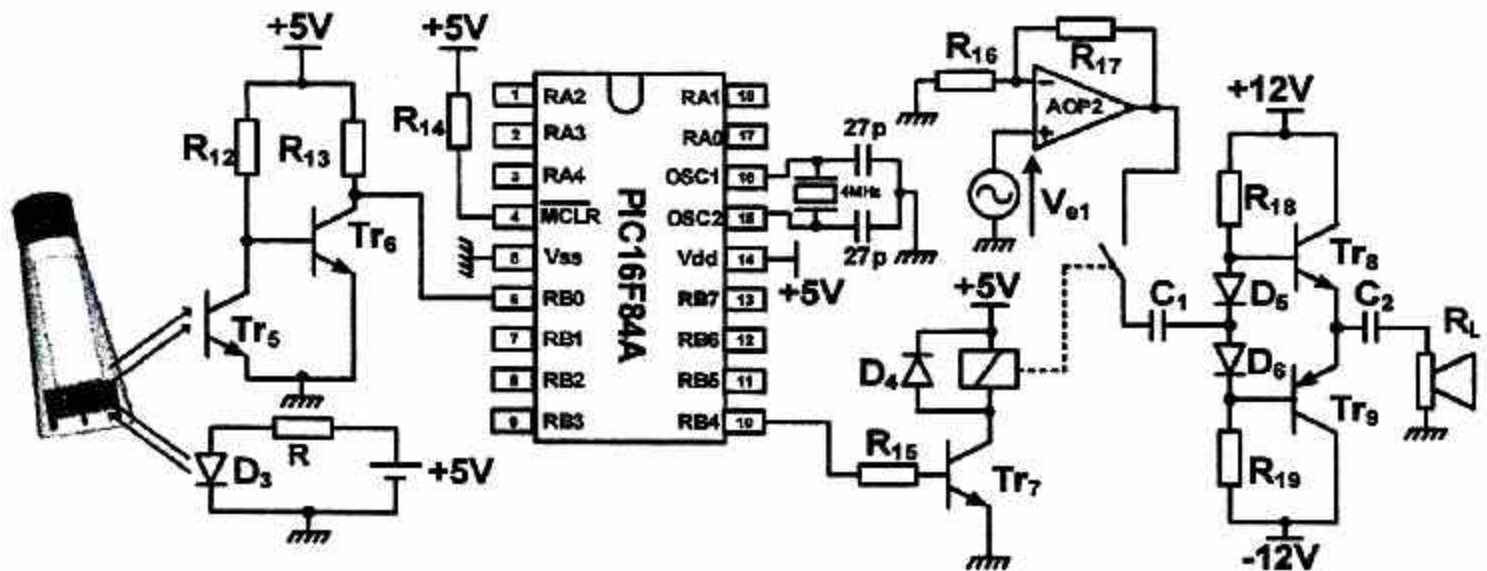 +5V
+5V
R12
R13
R14
Tr5
Tr6
R
D3
+5V
PIC16F84A
1 RA2
2 RA3
3 RA4
4 MCLR
5 Vss
6 RB0
7 RB1
8 RB2
9 RB3
RA1 18
RA0 17
OSC1 16
OSC2 15
Vdd 14
RB7 13
RB6 12
RB5 11
RB4 10
27p
4MHz
27p
+5V
R16
R17
AOP2
− +
Ve1
+5V
D4
R15
Tr7
+12V
R18
Tr8
C1
D5
C2
RL
D6
Tr9
R19
-12V